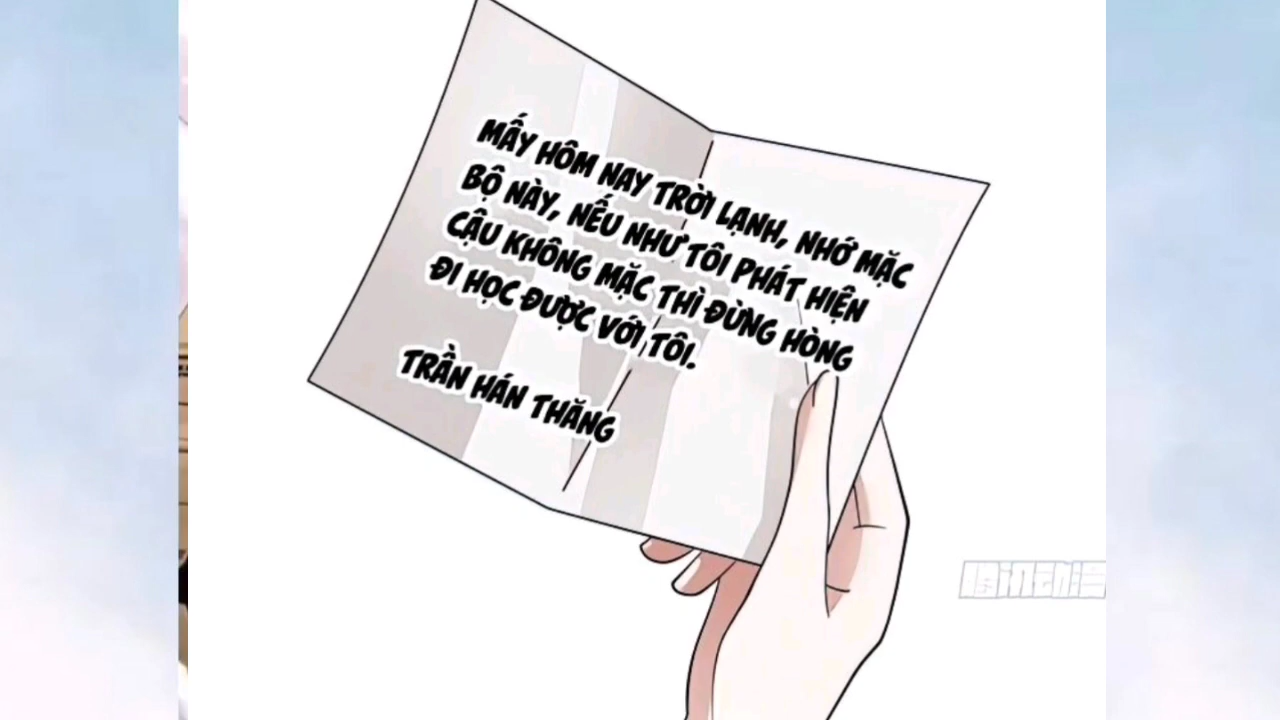 MẤY HÔM NAY TRỜI LẠNH, NHỚ MẶC
BỘ NÀY, NẾU NHƯ TÔI PHÁT HIỆN
CẬU KHÔNG MẶC THÌ ĐỪNG HÒNG
ĐI HỌC ĐƯỢC VỚI TÔI.
TRẦN HÁN THĂNG